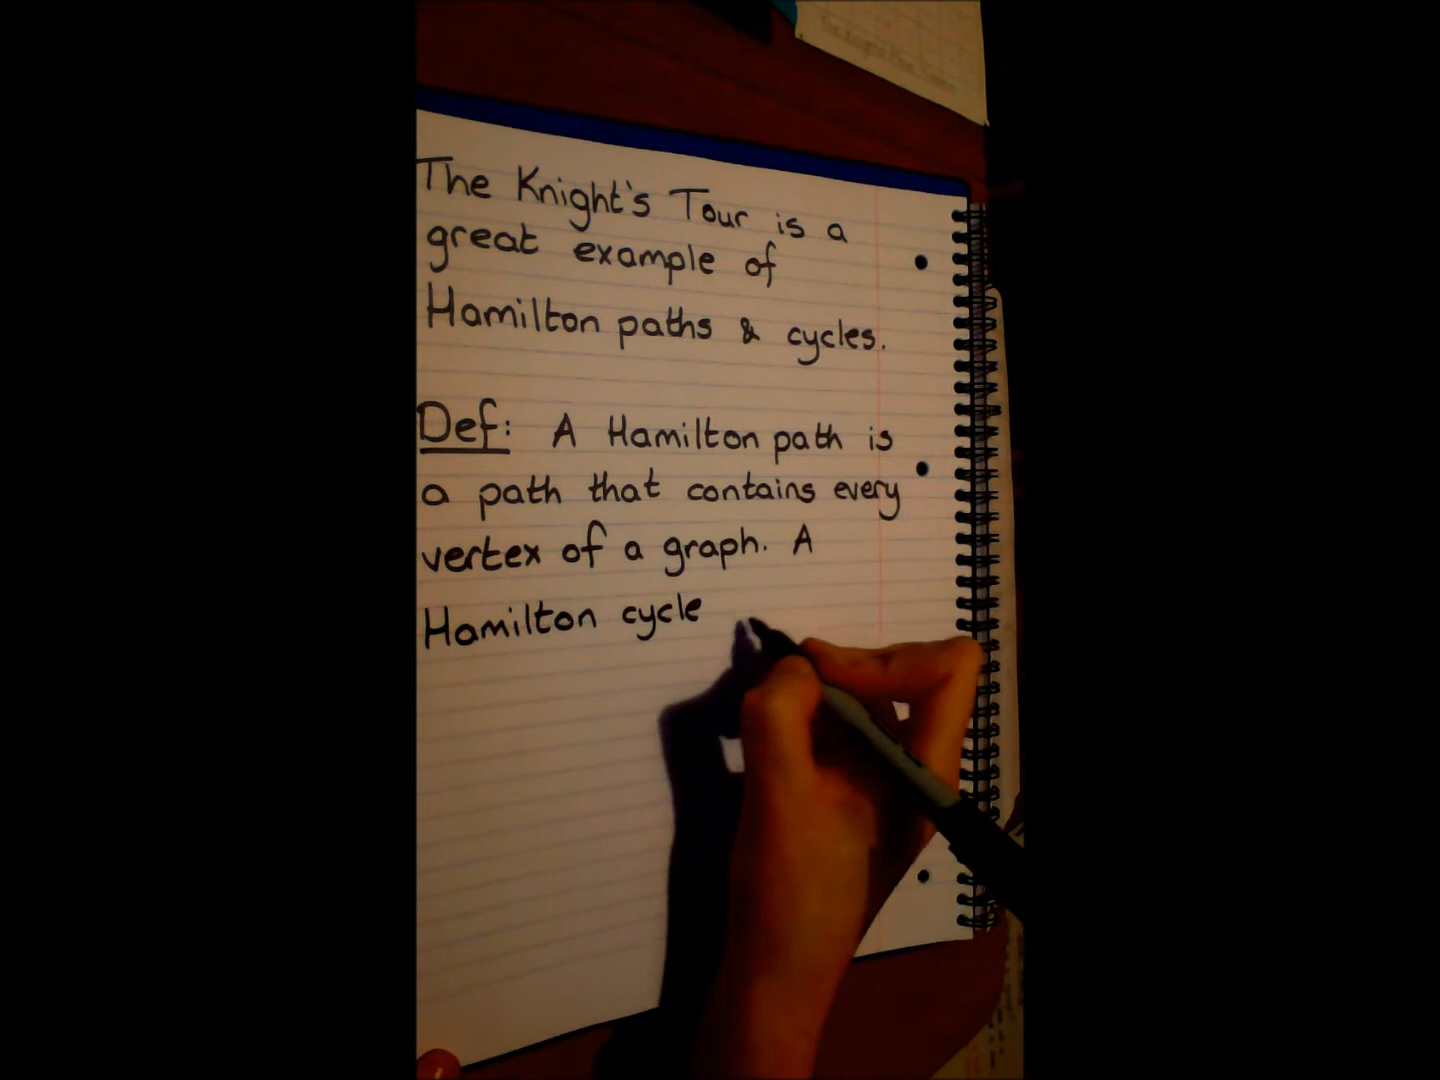 The Knight's Tour is a
great example of
Hamilton paths & cycles.
Def: A Hamilton path is
a path that contains every
vertex of a graph. A
Hamilton cycle